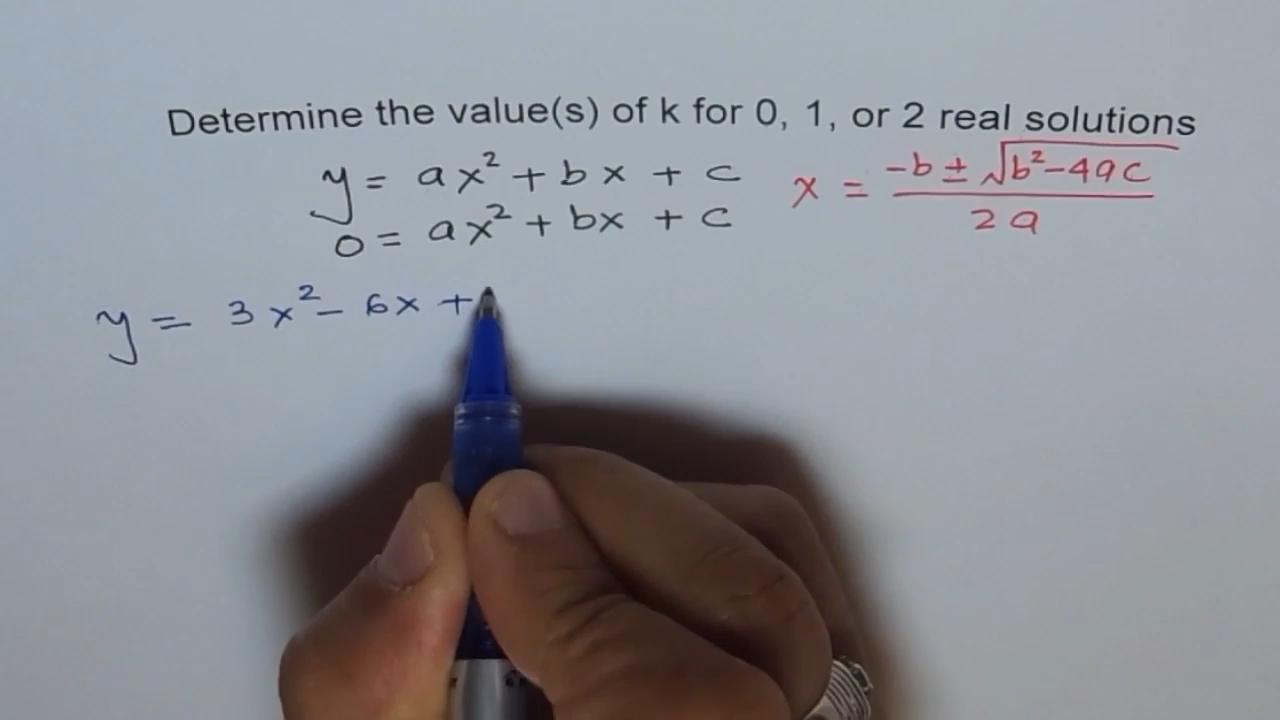 Determine the value(s) of k for 0, 1, or 2 real solutions
y = ax² + bx + c
x = (-b ± √(b²-4ac))/(2a)
0 = ax² + bx + c
y = 3x² - 6x +